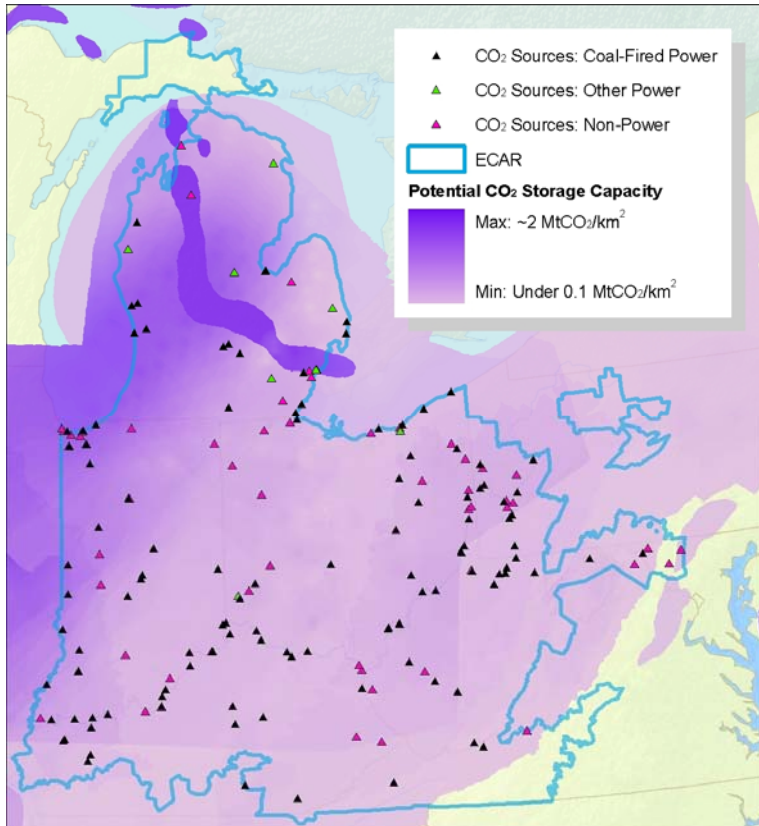 CO₂ Sources: Coal-Fired Power
CO₂ Sources: Other Power
CO₂ Sources: Non-Power
ECAR
Potential CO₂ Storage Capacity
Max: ~2 MtCO₂/km²
Min: Under 0.1 MtCO₂/km²